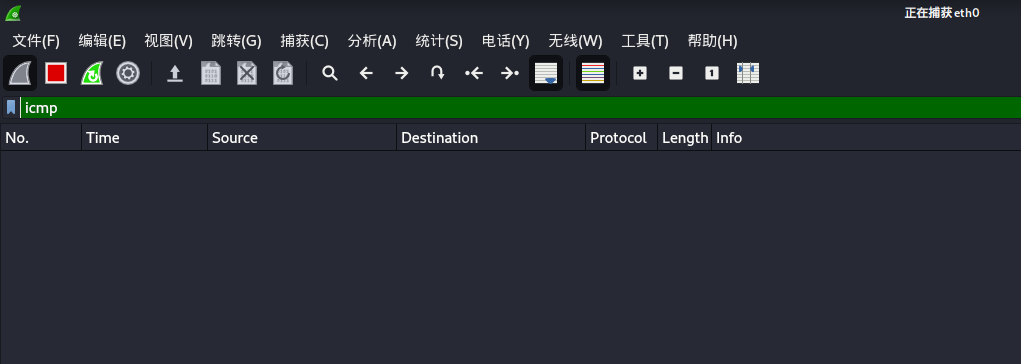 正在捕获 eth0
文件(F) 编辑(E) 视图(V) 跳转(G) 捕获(C) 分析(A) 统计(S) 电话(Y) 无线(W) 工具(T) 帮助(H)
1
icmp
No. Time Source Destination Protocol Length Info